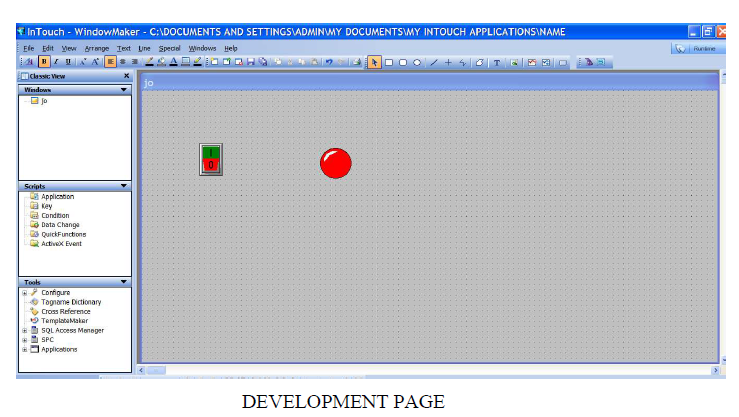 InTouch - WindowMaker - C:\DOCUMENTS AND SETTINGS\ADMIN\MY DOCUMENTS\MY INTOUCH APPLICATIONS\NAME
File Edit View Arrange Text Line Special Windows Help
Runtime
Classic View
jo
Windows
jo
I
0
Scripts
Application
Key
Condition
Data Change
QuickFunctions
ActiveX Event
Tools
Configure
Tagname Dictionary
Cross Reference
TemplateMaker
SQL Access Manager
SPC
Applications
DEVELOPMENT PAGE